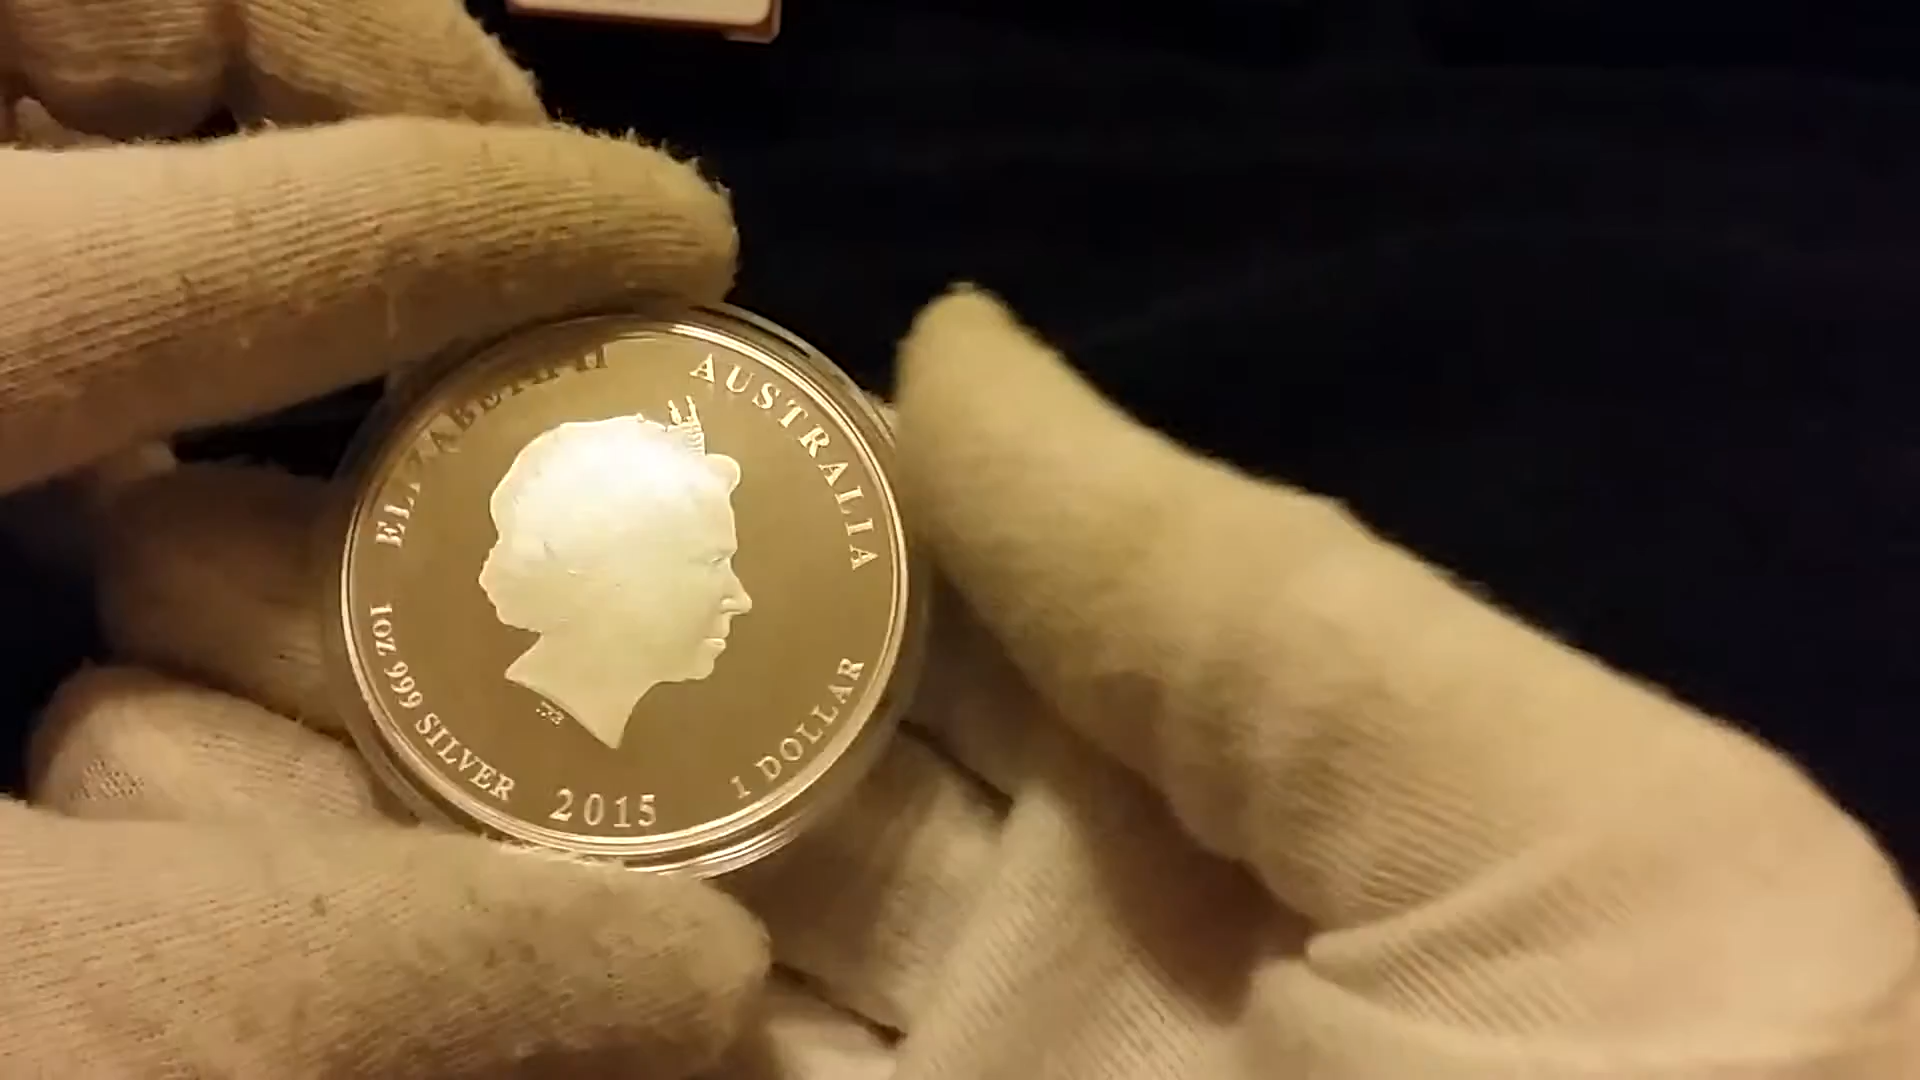 ELIZABETH II
AUSTRALIA
1OZ 999 SILVER
2015
1 DOLLAR